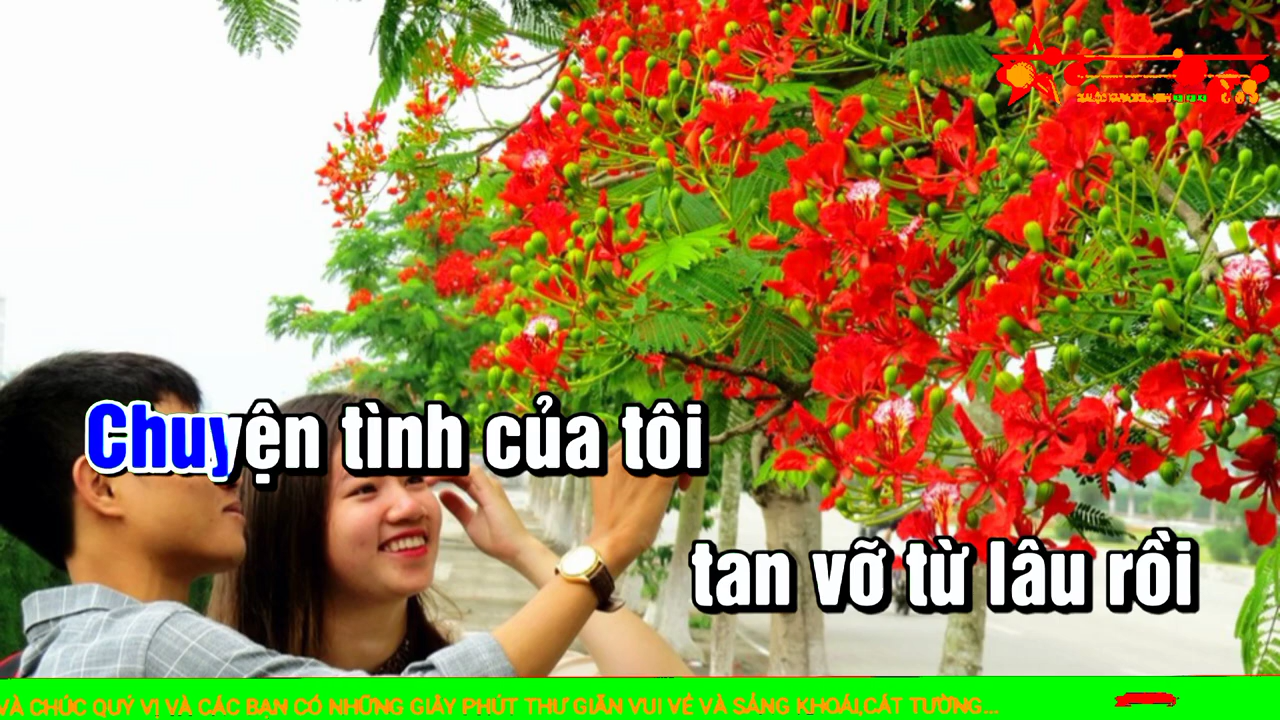 Chuyện tình của tôi
tan vỡ từ lâu rồi
VÀ CHÚC QUÝ VỊ VÀ CÁC BẠN CÓ NHỮNG GIÂY PHÚT THƯ GIÃN VUI VẺ VÀ SẢNG KHOÁI,CÁT TƯỜNG...